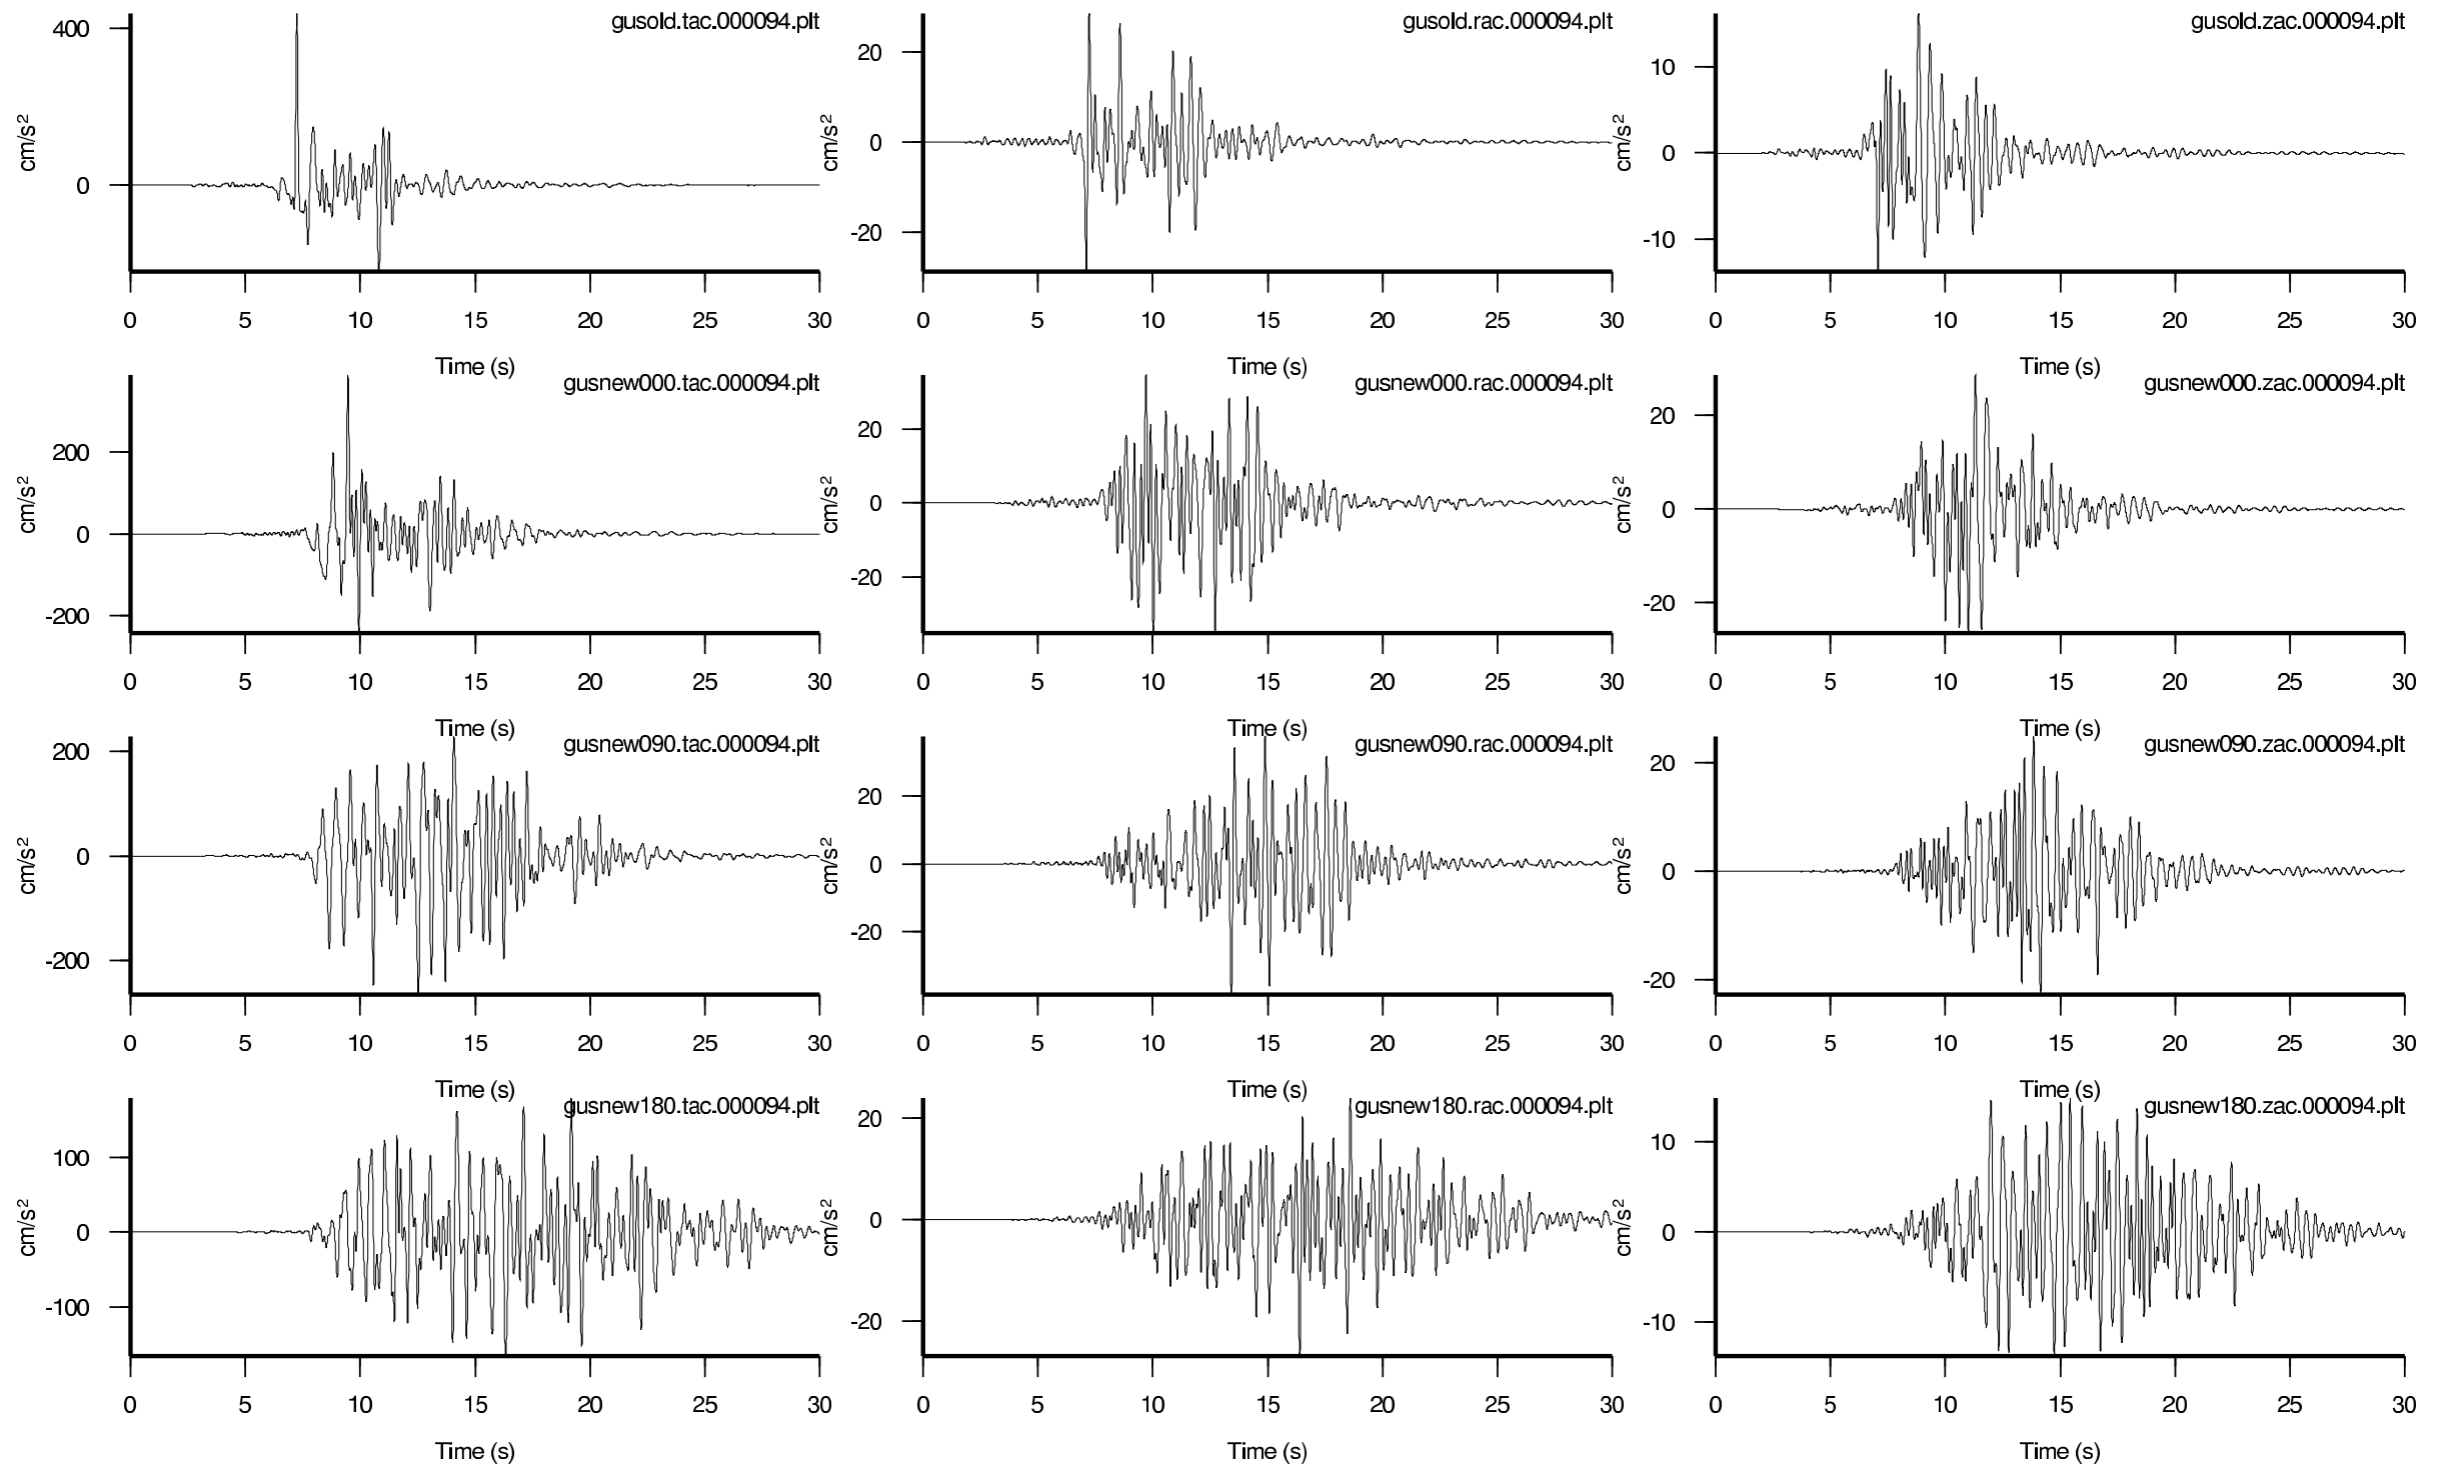 gusold.tac.000094.plt
400
0
cm/s²
0 5 10 15 20 25 30
Time (s)
gusold.rac.000094.plt
20
0
-20
cm/s²
0 5 10 15 20 25 30
Time (s)
gusold.zac.000094.plt
10
0
-10
cm/s²
0 5 10 15 20 25 30
Time (s)
gusnew000.tac.000094.plt
200
0
-200
cm/s²
0 5 10 15 20 25 30
Time (s)
gusnew000.rac.000094.plt
20
0
-20
cm/s²
0 5 10 15 20 25 30
Time (s)
gusnew000.zac.000094.plt
20
0
-20
cm/s²
0 5 10 15 20 25 30
Time (s)
gusnew090.tac.000094.plt
200
0
-200
cm/s²
0 5 10 15 20 25 30
Time (s)
gusnew090.rac.000094.plt
20
0
-20
cm/s²
0 5 10 15 20 25 30
Time (s)
gusnew090.zac.000094.plt
20
0
-20
cm/s²
0 5 10 15 20 25 30
Time (s)
gusnew180.tac.000094.plt
100
0
-100
cm/s²
0 5 10 15 20 25 30
Time (s)
gusnew180.rac.000094.plt
20
0
-20
cm/s²
0 5 10 15 20 25 30
Time (s)
gusnew180.zac.000094.plt
10
0
-10
cm/s²
0 5 10 15 20 25 30
Time (s)